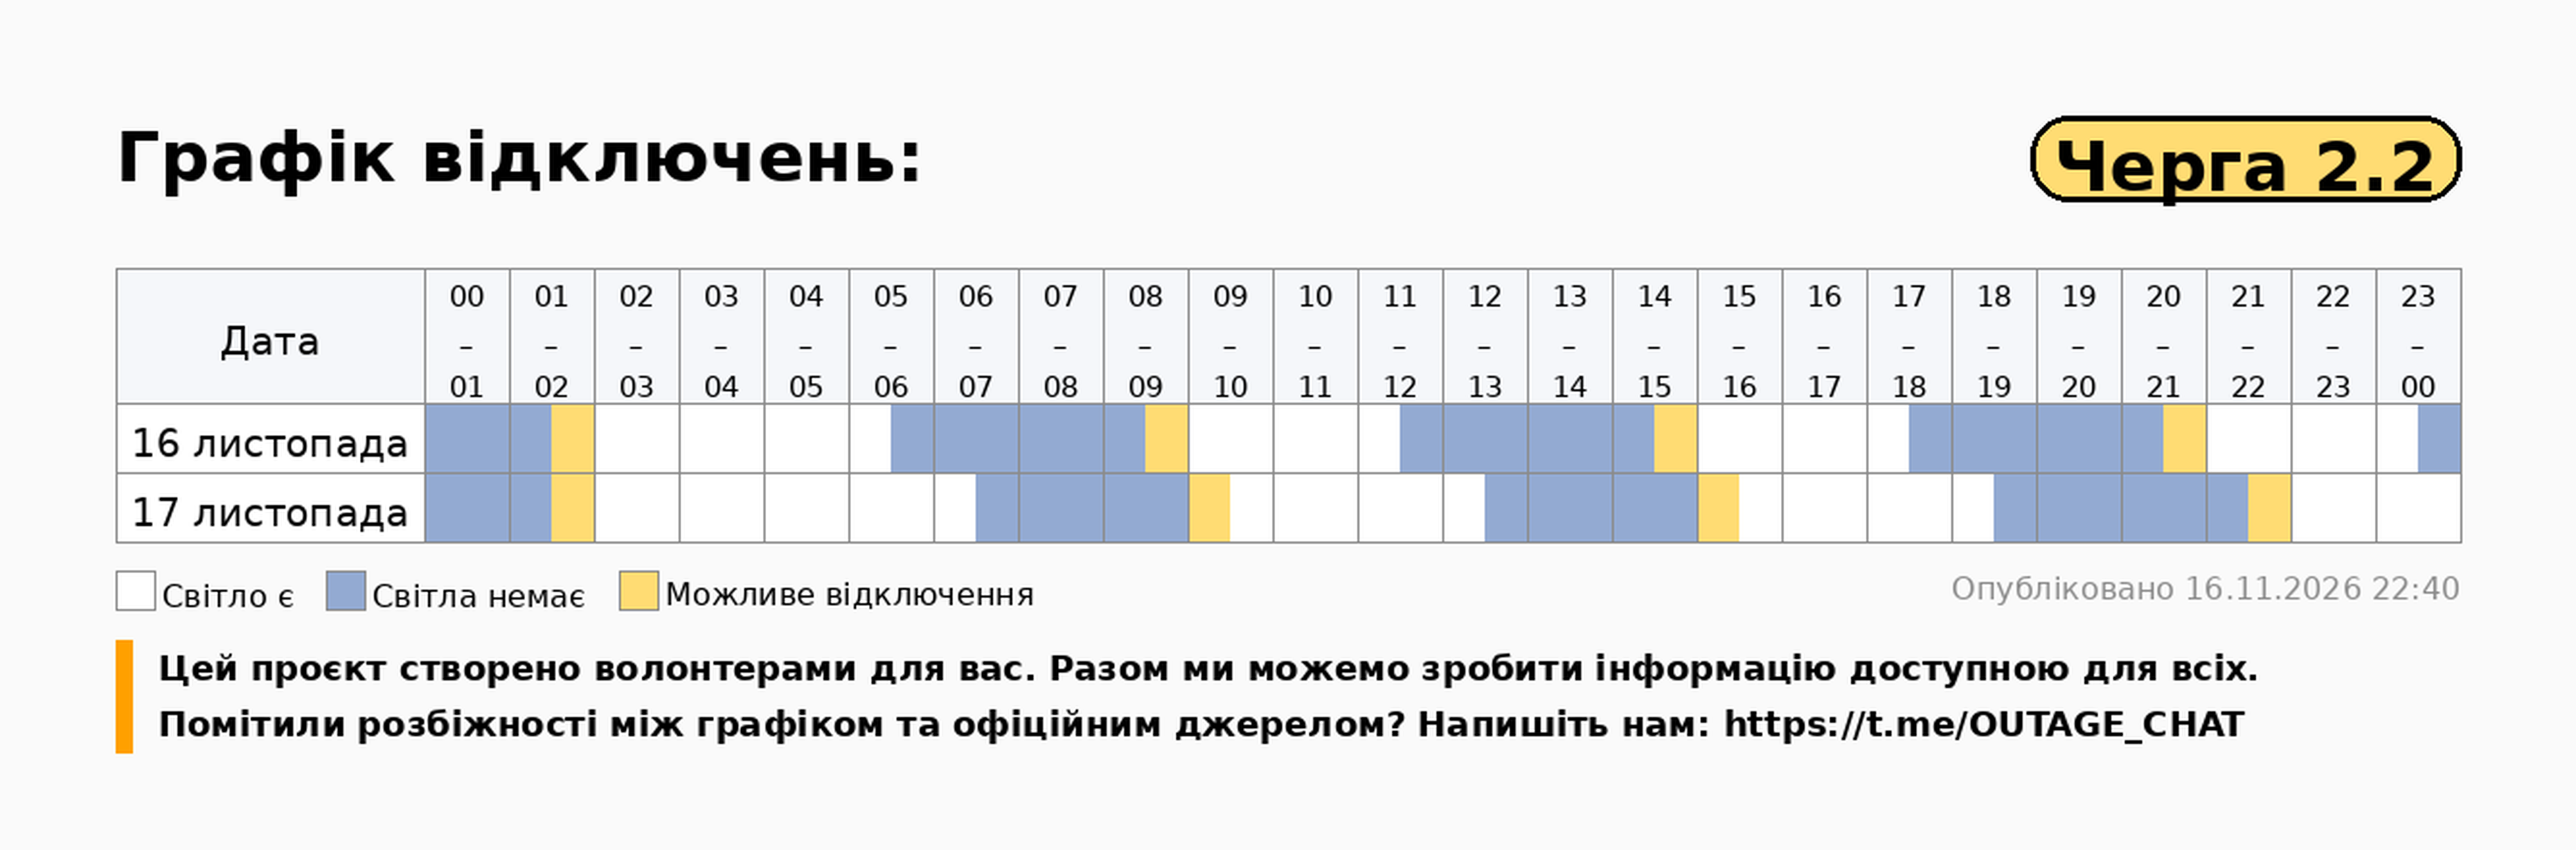 Графік відключень:
Черга 2.2
Дата
00 – 01
01 – 02
02 – 03
03 – 04
04 – 05
05 – 06
06 – 07
07 – 08
08 – 09
09 – 10
10 – 11
11 – 12
12 – 13
13 – 14
14 – 15
15 – 16
16 – 17
17 – 18
18 – 19
19 – 20
20 – 21
21 – 22
22 – 23
23 – 00
16 листопада
17 листопада
Світло є
Світла немає
Можливе відключення
Опубліковано 16.11.2026 22:40
Цей проєкт створено волонтерами для вас. Разом ми можемо зробити інформацію доступною для всіх.
Помітили розбіжності між графіком та офіційним джерелом? Напишіть нам: https://t.me/OUTAGE_CHAT